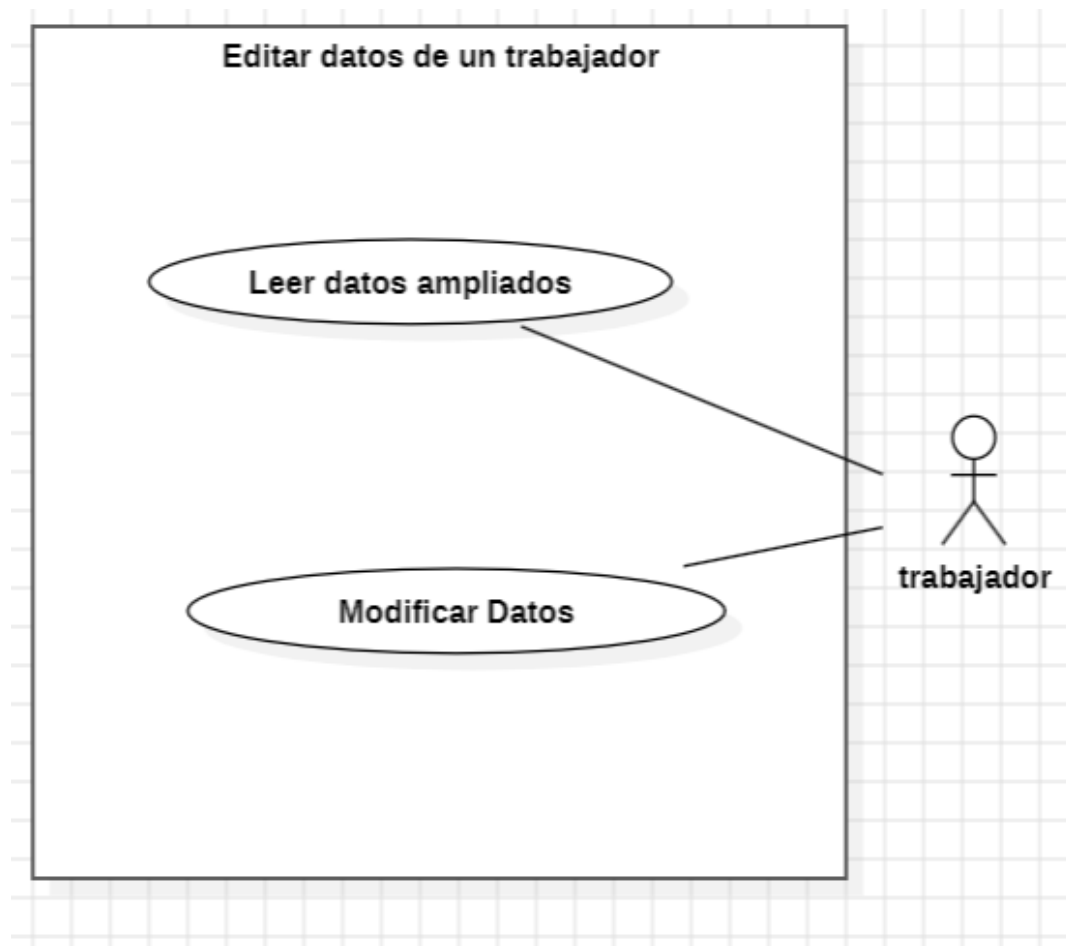 Editar datos de un trabajador
Leer datos ampliados
trabajador
Modificar Datos